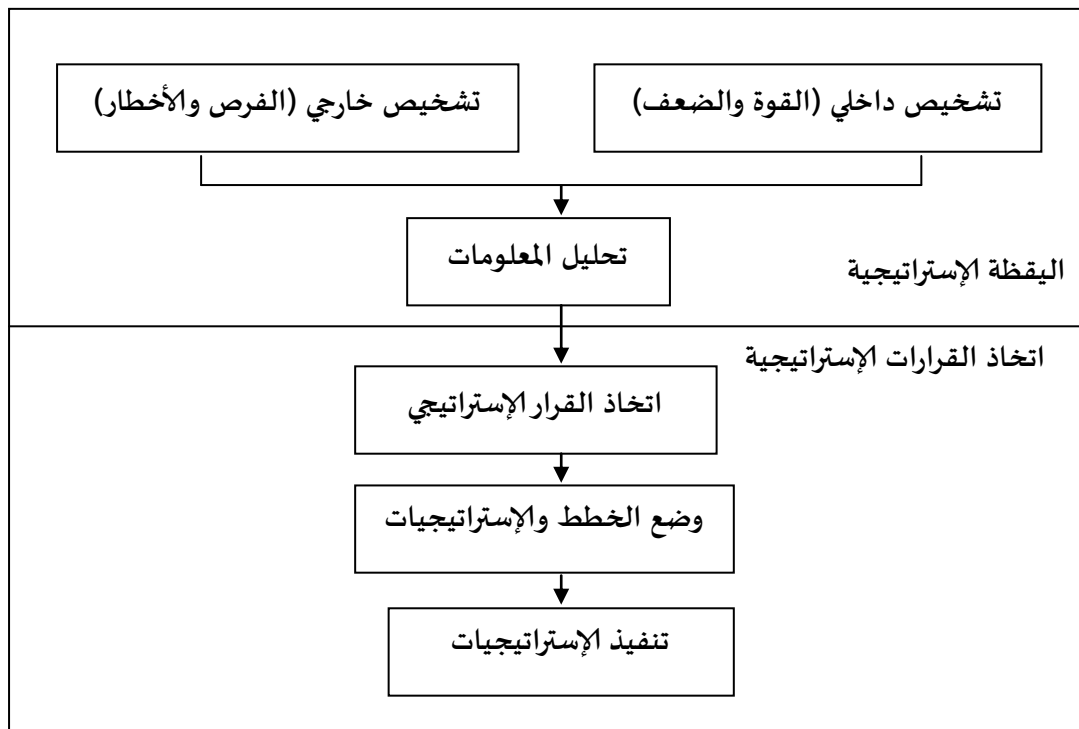 تشخيص داخلي (القوة والضعف)
تشخيص خارجي (الفرص والأخطار)
تحليل المعلومات
اليقظة الإستراتيجية
اتخاذ القرارات الإستراتيجية
اتخاذ القرار الإستراتيجي
وضع الخطط والإستراتيجيات
تنفيذ الإستراتيجيات